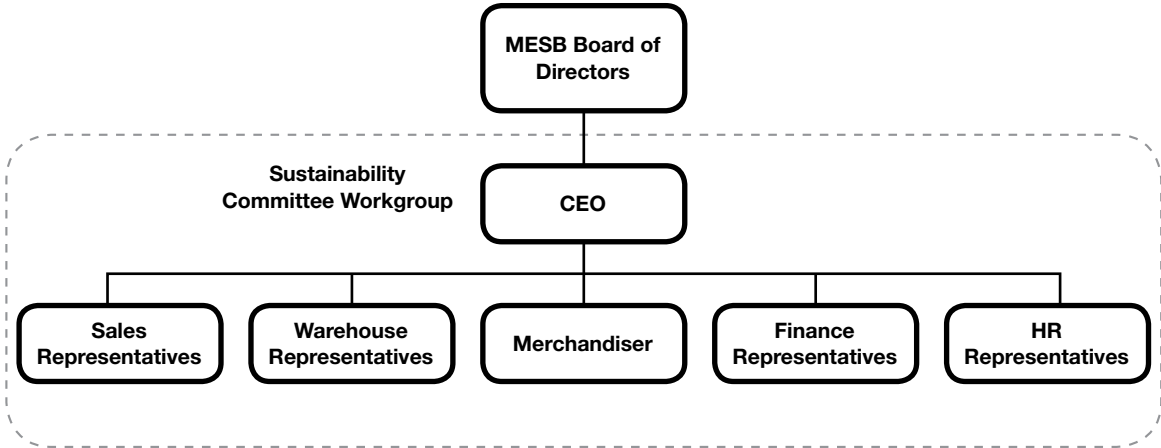 MESB Board of
Directors
Sustainability
Committee Workgroup
CEO
Sales
Representatives
Warehouse
Representatives
Merchandiser
Finance
Representatives
HR
Representatives